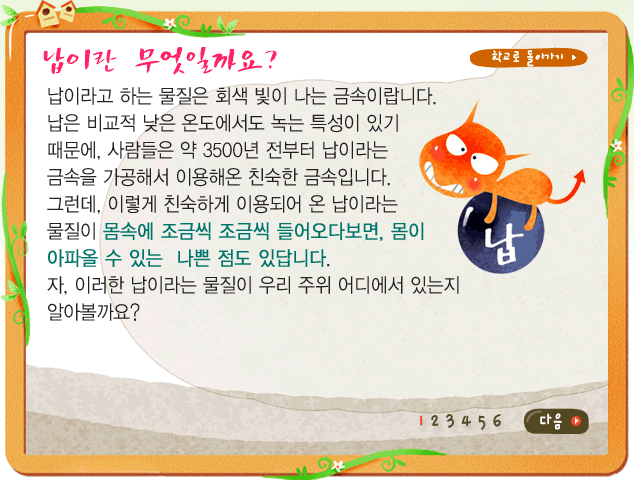 납이란 무엇일까요?
학교로 돌아가기
납이라고 하는 물질은 회색 빛이 나는 금속이랍니다.
납은 비교적 낮은 온도에서도 녹는 특성이 있기
때문에, 사람들은 약 3500년 전부터 납이라는
금속을 가공해서 이용해온 친숙한 금속입니다.
그런데, 이렇게 친숙하게 이용되어 온 납이라는
물질이 몸속에 조금씩 조금씩 들어오다보면, 몸이
아파올 수 있는 나쁜 점도 있답니다.
자, 이러한 납이라는 물질이 우리 주위 어디에서 있는지
알아볼까요?
납
1 2 3 4 5 6
다음